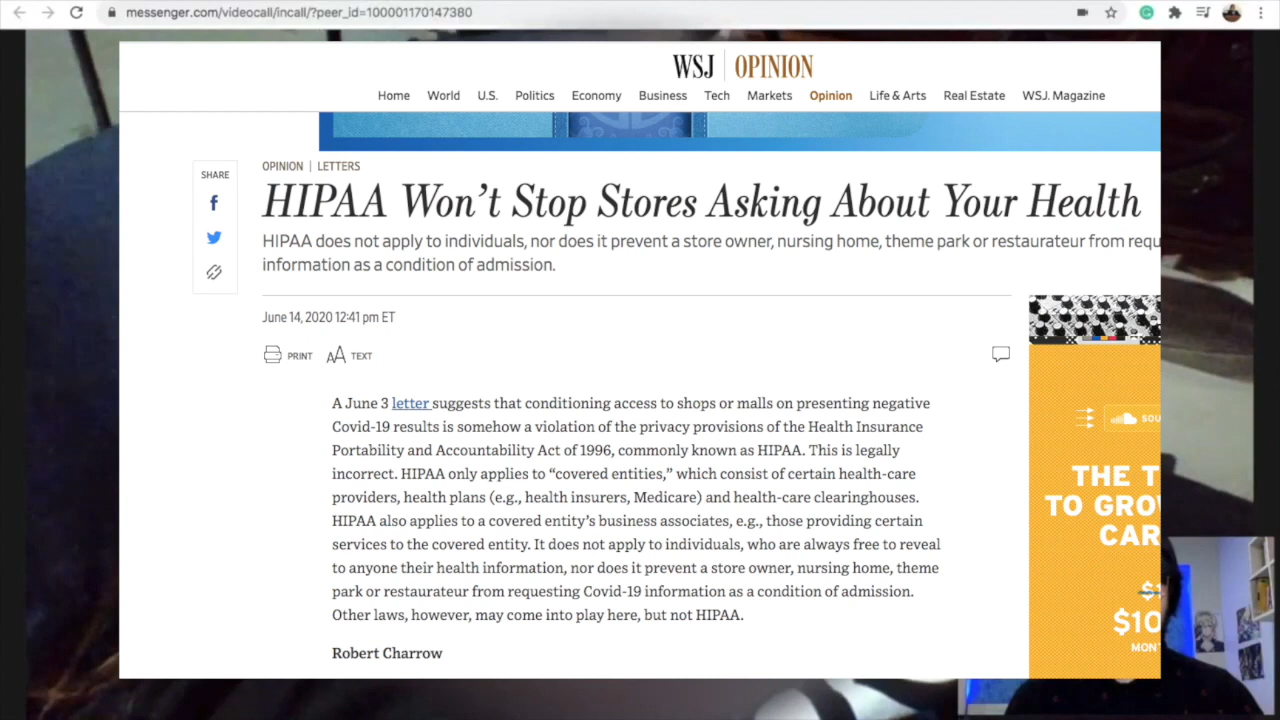 messenger.com/videocall/incall/?peer_id=100001170147380
WSJ OPINION
Home World U.S. Politics Economy Business Tech Markets Opinion Life & Arts Real Estate WSJ. Magazine
OPINION | LETTERS
SHARE
HIPAA Won’t Stop Stores Asking About Your Health
HIPAA does not apply to individuals, nor does it prevent a store owner, nursing home, theme park or restaurateur from requ
information as a condition of admission.
June 14, 2020 12:41 pm ET
PRINT AA TEXT
A June 3 letter suggests that conditioning access to shops or malls on presenting negative
Covid-19 results is somehow a violation of the privacy provisions of the Health Insurance
Portability and Accountability Act of 1996, commonly known as HIPAA. This is legally
incorrect. HIPAA only applies to “covered entities,” which consist of certain health-care
providers, health plans (e.g., health insurers, Medicare) and health-care clearinghouses.
HIPAA also applies to a covered entity’s business associates, e.g., those providing certain
services to the covered entity. It does not apply to individuals, who are always free to reveal
to anyone their health information, nor does it prevent a store owner, nursing home, theme
park or restaurateur from requesting Covid-19 information as a condition of admission.
Other laws, however, may come into play here, but not HIPAA.
Robert Charrow
SOU
THE T
TO GRO
CAR
$1
$10
MON